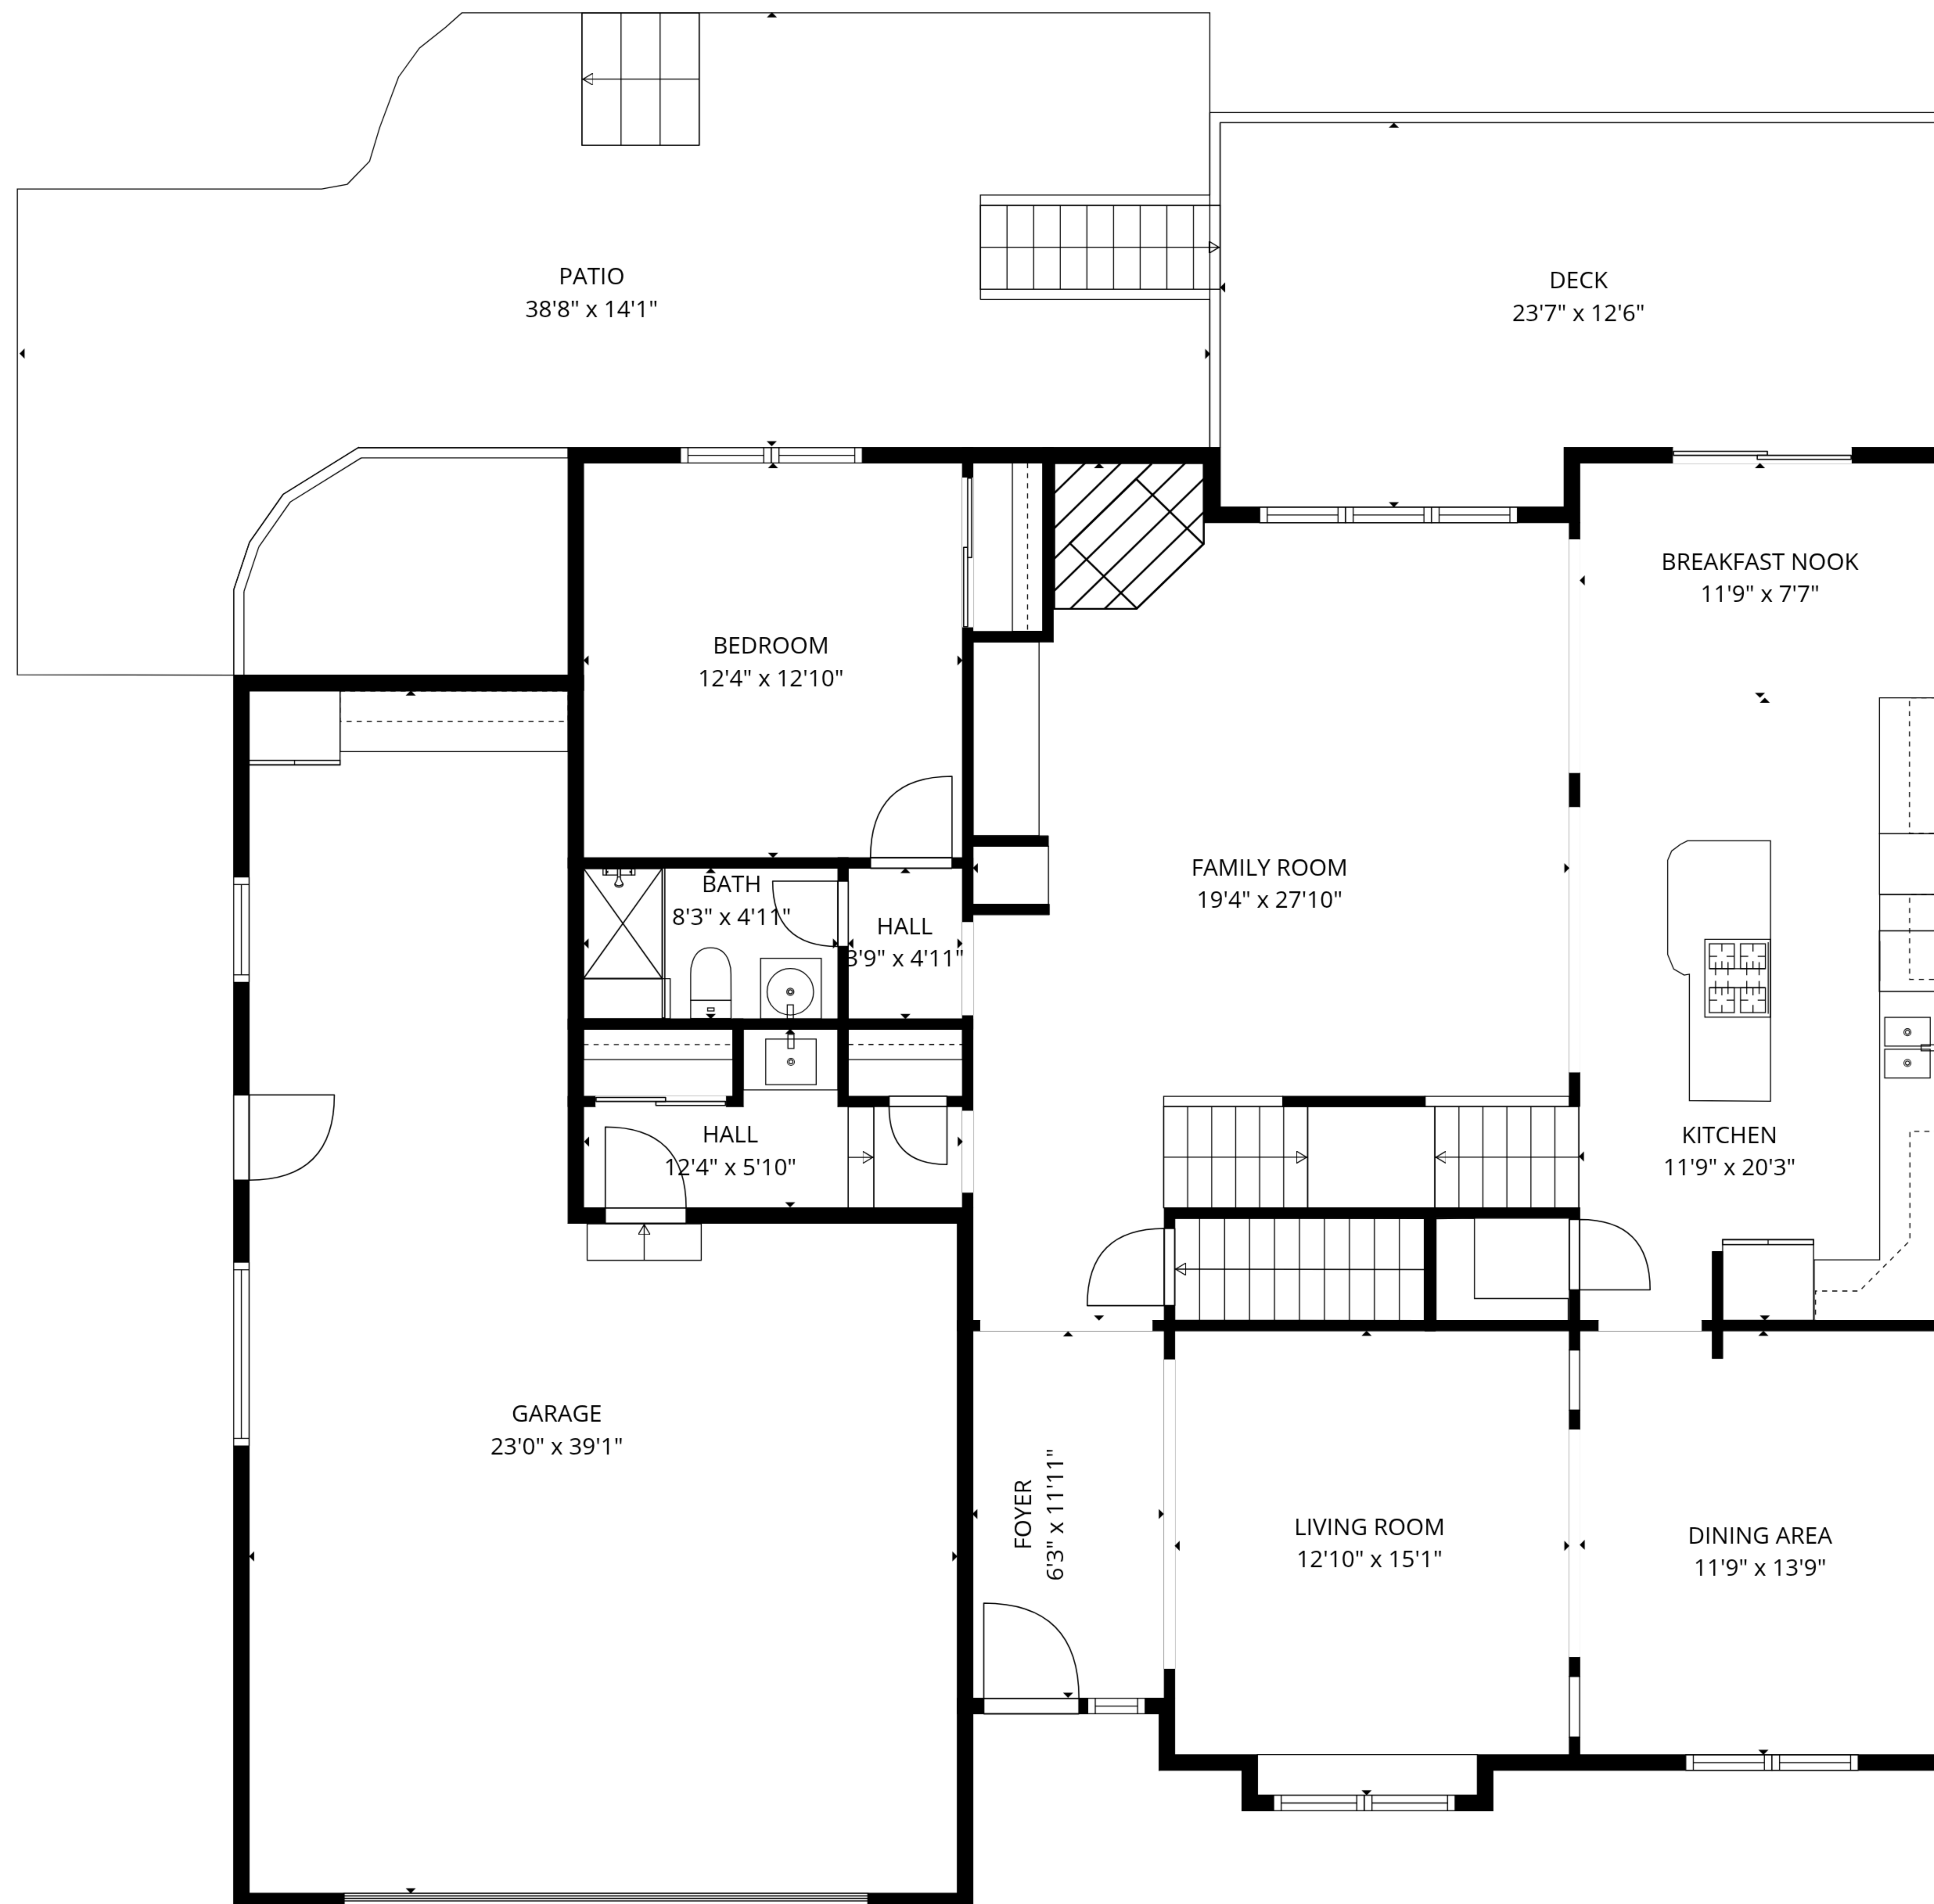 PATIO
38'8" x 14'1"
DECK
23'7" x 12'6"
BREAKFAST NOOK
11'9" x 7'7"
BEDROOM
12'4" x 12'10"
FAMILY ROOM
19'4" x 27'10"
BATH
8'3" x 4'11"
HALL
3'9" x 4'11"
HALL
12'4" x 5'10"
KITCHEN
11'9" x 20'3"
GARAGE
23'0" x 39'1"
FOYER
6'3" x 11'11"
LIVING ROOM
12'10" x 15'1"
DINING AREA
11'9" x 13'9"